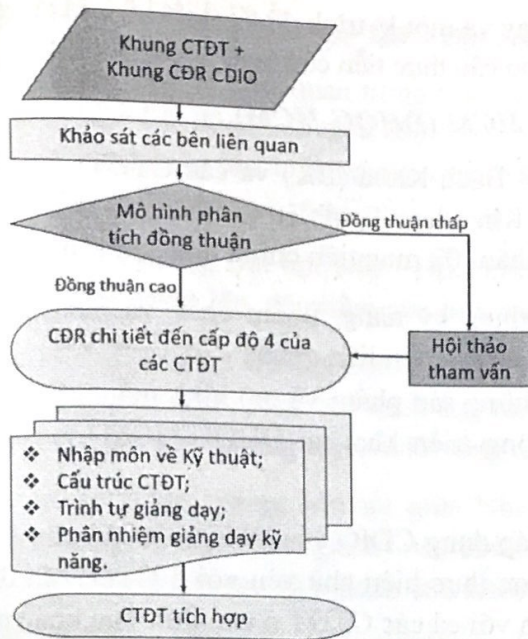 Khung CTĐT +
Khung CĐR CDIO
Khảo sát các bên liên quan
Mô hình phân
tích đồng thuận
Đồng thuận thấp
Đồng thuận cao
CĐR chi tiết đến cấp độ 4 của
các CTĐT
Hội thảo
tham vấn
❖ Nhập môn về Kỹ thuật;
❖ Cấu trúc CTĐT;
❖ Trình tự giảng dạy;
❖ Phân nhiệm giảng dạy kỹ
năng.
CTĐT tích hợp